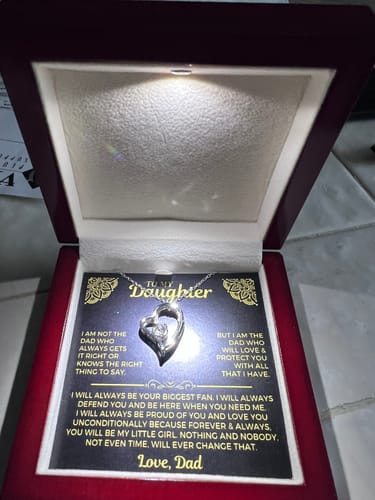 TO MY
Daughter
I AM NOT THE
DAD WHO
ALWAYS GETS
IT RIGHT OR
KNOWS THE RIGHT
THING TO SAY.
BUT I AM THE
DAD WHO
WILL LOVE &
PROTECT YOU
WITH ALL
THAT I HAVE.
I WILL ALWAYS BE YOUR BIGGEST FAN. I WILL ALWAYS
DEFEND YOU AND BE HERE WHEN YOU NEED ME.
I WILL ALWAYS BE PROUD OF YOU AND LOVE YOU
UNCONDITIONALLY BECAUSE FOREVER & ALWAYS,
YOU WILL BE MY LITTLE GIRL. NOTHING AND NOBODY,
NOT EVEN TIME, WILL EVER CHANGE THAT.
Love, Dad